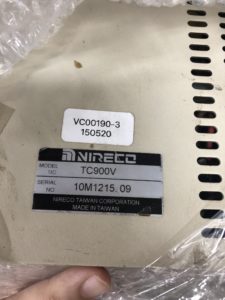 VC00190-3
150520
NIRECO
MODEL NO TC900V
SERIAL NO 10M1215. 09
NIRECO TAIWAN CORPORATION
MADE IN TAIWAN